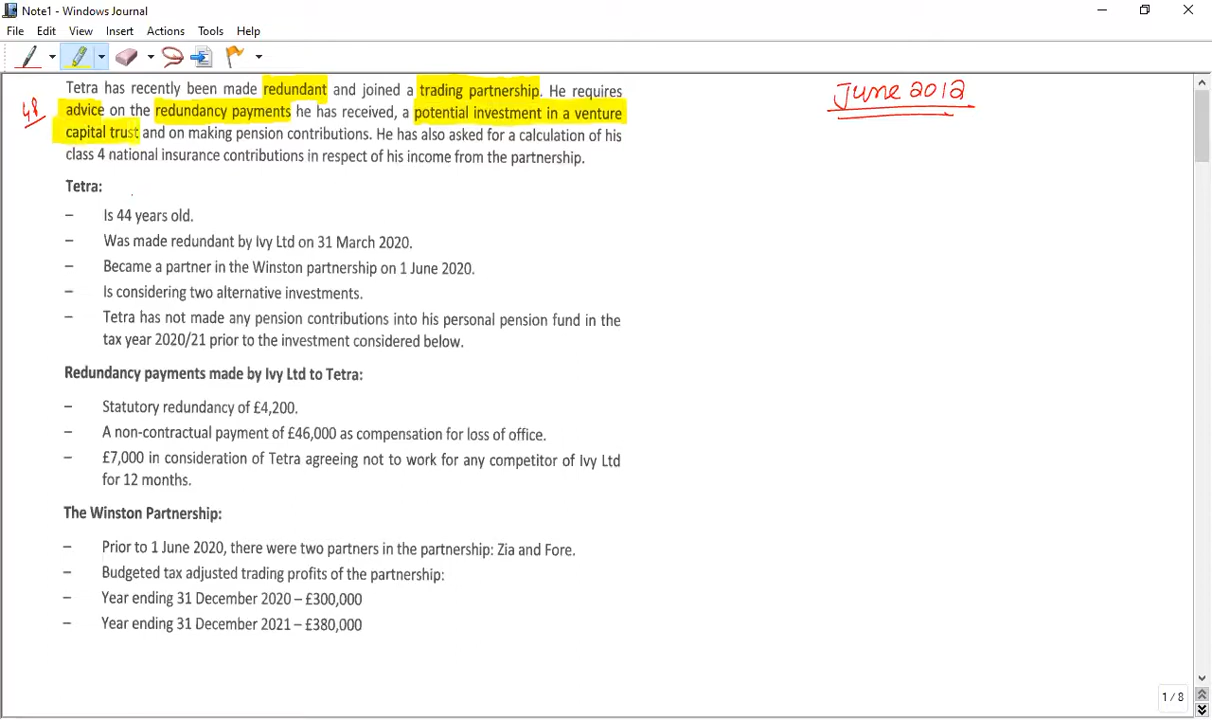 Note1 - Windows Journal
File Edit View Insert Actions Tools Help
Tetra has recently been made redundant and joined a trading partnership. He requires
advice on the redundancy payments he has received, a potential investment in a venture
capital trust and on making pension contributions. He has also asked for a calculation of his
class 4 national insurance contributions in respect of his income from the partnership.
48
June 2012
Tetra:
– Is 44 years old.
– Was made redundant by Ivy Ltd on 31 March 2020.
– Became a partner in the Winston partnership on 1 June 2020.
– Is considering two alternative investments.
– Tetra has not made any pension contributions into his personal pension fund in the
tax year 2020/21 prior to the investment considered below.
Redundancy payments made by Ivy Ltd to Tetra:
– Statutory redundancy of £4,200.
– A non-contractual payment of £46,000 as compensation for loss of office.
– £7,000 in consideration of Tetra agreeing not to work for any competitor of Ivy Ltd
for 12 months.
The Winston Partnership:
– Prior to 1 June 2020, there were two partners in the partnership: Zia and Fore.
– Budgeted tax adjusted trading profits of the partnership:
– Year ending 31 December 2020 – £300,000
– Year ending 31 December 2021 – £380,000
1 / 8